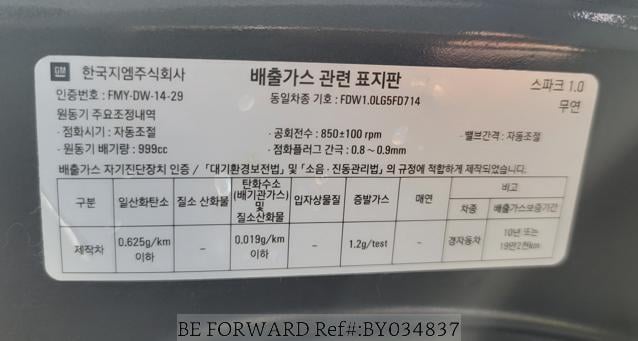 GM 한국지엠주식회사 배출가스 관련 표지판 스파크 1.0
인증번호 : FMY-DW-14-29 동일차종 기호 : FDW1.0LG5FD714 무연
원동기 주요조정내역
· 점화시기 : 자동조절 · 공회전수 : 850±100 rpm · 밸브간격 : 자동조절
· 원동기 배기량 : 999cc · 점화플러그 간극 : 0.8 ~ 0.9mm
배출가스 자기진단장치 인증 / 「대기환경보전법」 및 「소음 · 진동관리법」의 규정에 적합하게 제작되었습니다.
구분 일산화탄소 질소 산화물 탄화수소 (배기관가스) 및 질소산화물 입자상물질 증발가스 매연 비고
차종 배출가스보증기간
제작차 0.625g/km 이하 – 0.019g/km 이하 – 1.2g/test – 경자동차 10년 또는 19만2천km
BE FORWARD Ref#:BY034837